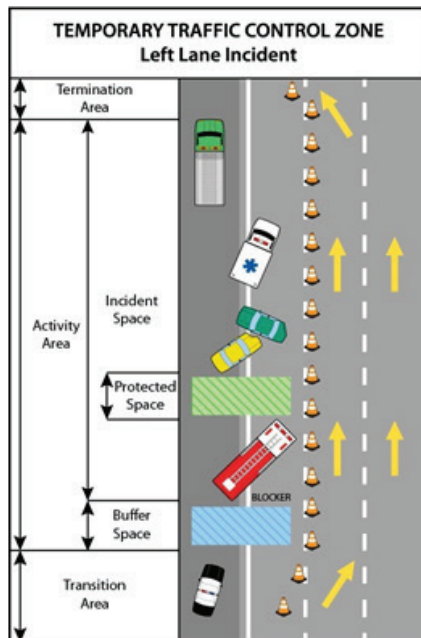 TEMPORARY TRAFFIC CONTROL ZONE
Left Lane Incident
Termination
Area
Incident
Space
Activity
Area
Protected
Space
BLOCKER
Buffer
Space
Transition
Area